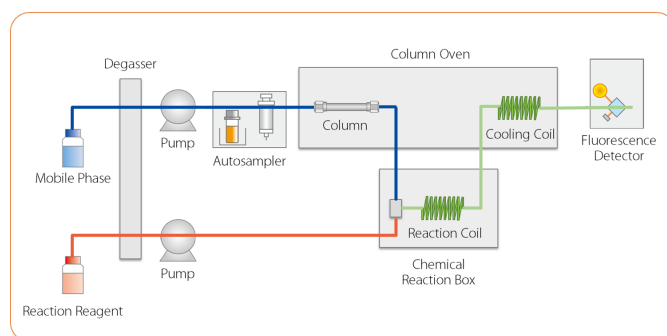 Column Oven
Degasser
Column
Cooling Coil
Pump
Autosampler
Fluorescence
Detector
Mobile Phase
Reaction Coil
Pump
Chemical
Reaction Box
Reaction Reagent